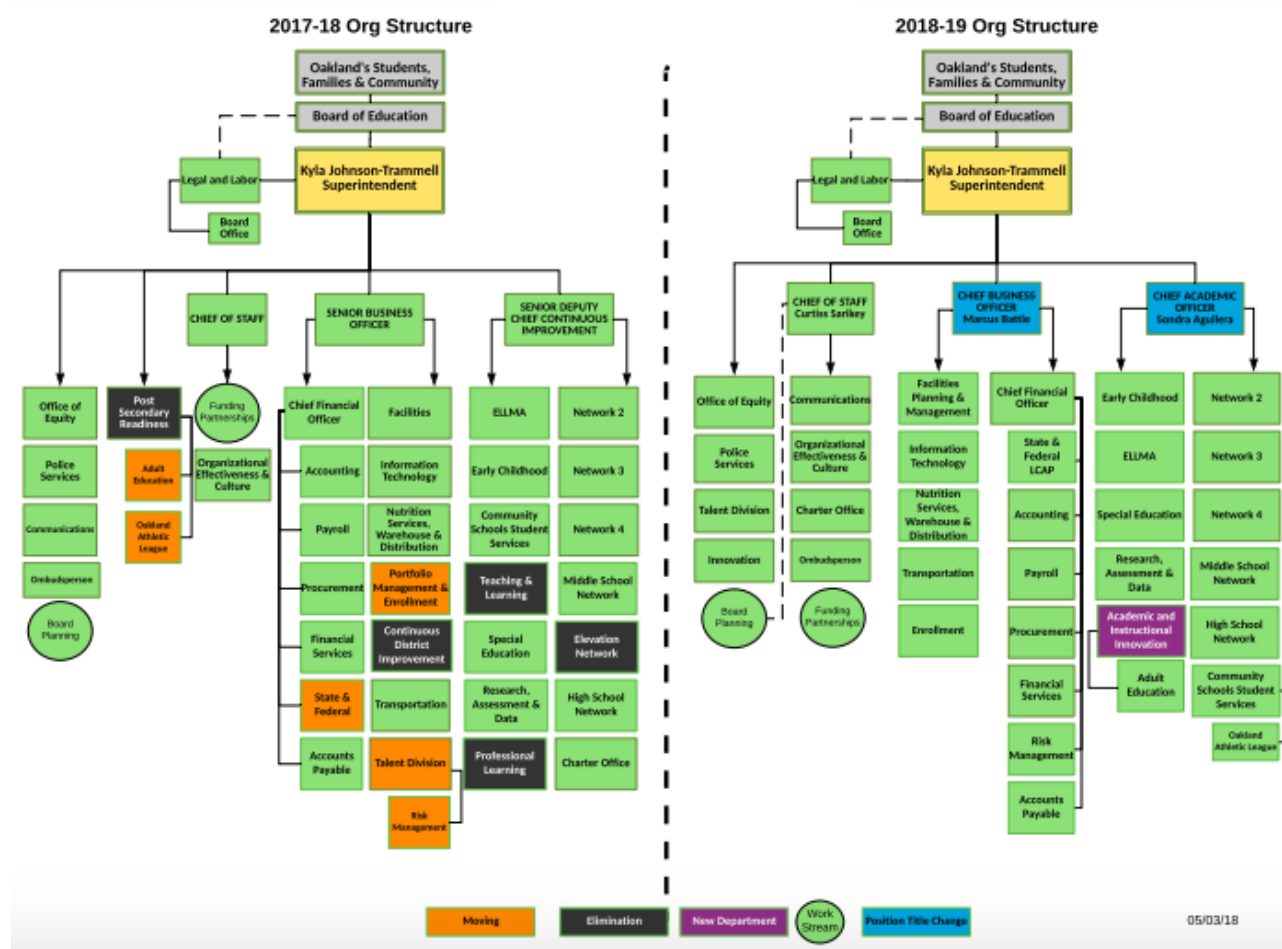 2017-18 Org Structure
Oakland's Students,
Families & Community
Board of Education
Legal and Labor
Kyla Johnson-Trammell
Superintendent
Board
Office
CHIEF OF STAFF
SENIOR BUSINESS
OFFICER
SENIOR DEPUTY
CHIEF CONTINUOUS
IMPROVEMENT
Office of
Equity
Police
Services
Communications
Ombudsperson
Board
Planning
Post
Secondary
Readiness
Adult
Education
Oakland
Athletic
League
Funding
Partnerships
Organizational
Effectiveness &
Culture
Chief Financial
Officer
Accounting
Payroll
Procurement
Financial
Services
State &
Federal
Accounts
Payable
Facilities
Information
Technology
Nutrition
Services,
Warehouse &
Distribution
Portfolio
Management &
Enrollment
Continuous
District
Improvement
Transportation
Talent Division
Risk
Management
ELLMA
Early Childhood
Community
Schools Student
Services
Teaching &
Learning
Special
Education
Research,
Assessment &
Data
Professional
Learning
Network 2
Network 3
Network 4
Middle School
Network
Elevation
Network
High School
Network
Charter Office
2018-19 Org Structure
Oakland's Students,
Families & Community
Board of Education
Legal and Labor
Kyla Johnson-Trammell
Superintendent
Board
Office
CHIEF OF STAFF
Curtiss Sarikey
CHIEF BUSINESS
OFFICER
Marcus Battle
CHIEF ACADEMIC
OFFICER
Sondra Aguilera
Office of Equity
Police
Services
Talent Division
Innovation
Board
Planning
Communications
Organizational
Effectiveness &
Culture
Charter Office
Ombudsperson
Funding
Partnerships
Facilities
Planning &
Management
Information
Technology
Nutrition
Services,
Warehouse &
Distribution
Transportation
Enrollment
Chief Financial
Officer
State &
Federal
LCAP
Accounting
Payroll
Procurement
Financial
Services
Risk
Management
Accounts
Payable
Early Childhood
ELLMA
Special Education
Research,
Assessment &
Data
Academic and
Instructional
Innovation
Adult
Education
Network 2
Network 3
Network 4
Middle School
Network
High School
Network
Community
Schools Student
Services
Oakland
Athletic League
Moving
Elimination
New Department
Work
Stream
Position Title Change
05/03/18